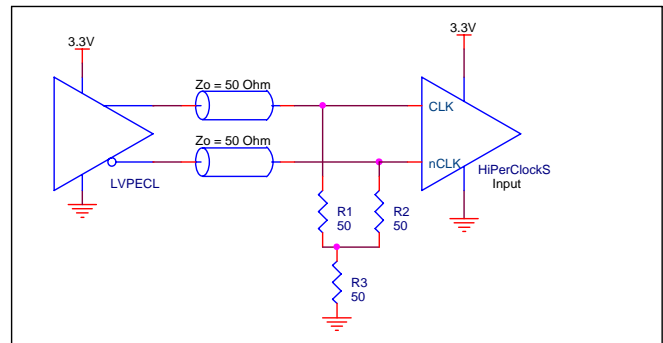 3.3V
3.3V
Zo = 50 Ohm
CLK
Zo = 50 Ohm
nCLK
LVPECL
HiPerClockS
Input
R1
50
R2
50
R3
50